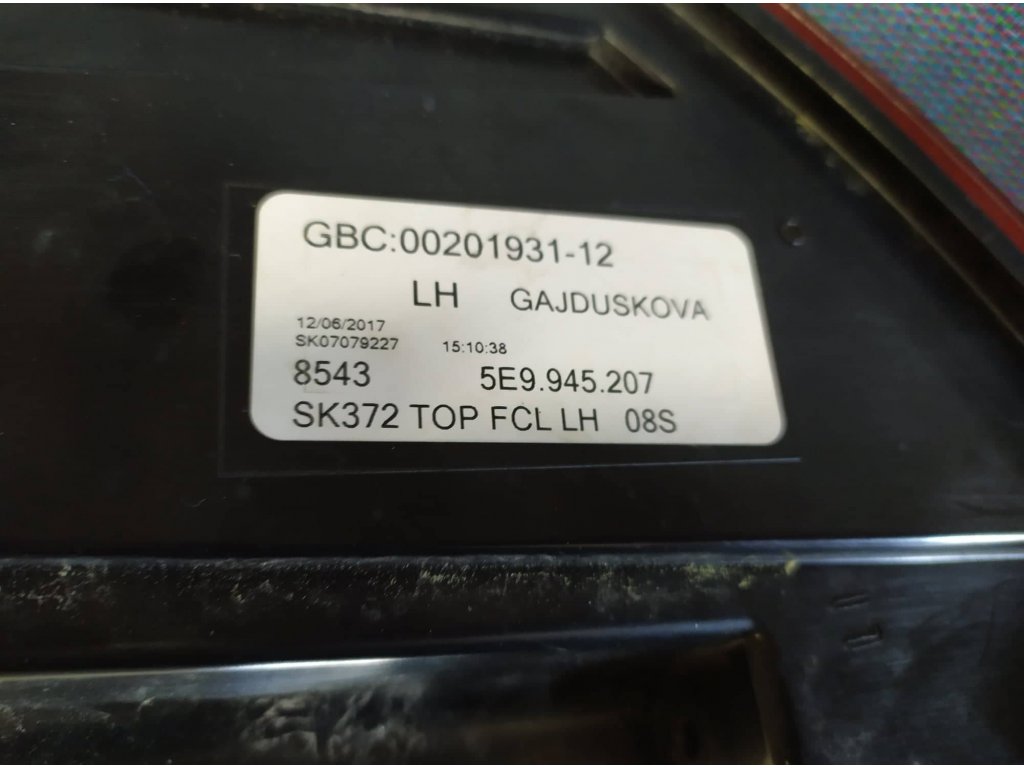 GBC:00201931-12
LH GAJDUSKOVA
12/06/2017
SK07079227 15:10:38
8543 5E9.945.207
SK372 TOP FCL LH 08S